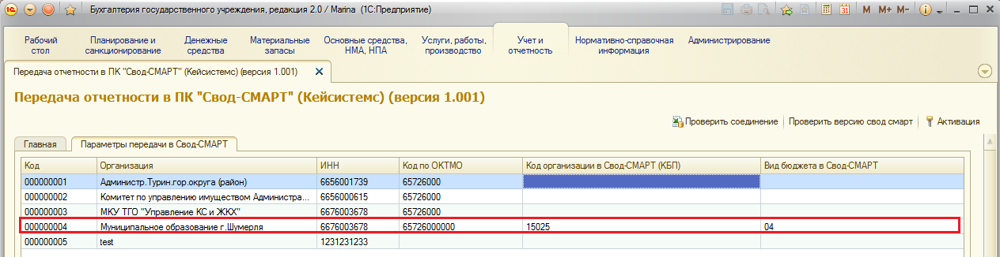 Бухгалтерия государственного учреждения, редакция 2.0 / Marina (1С:Предприятие)
M M+ M-
Рабочий стол
Планирование и санкционирование
Денежные средства
Материальные запасы
Основные средства, НМА, НПА
Услуги, работы, производство
Учет и отчетность
Нормативно-справочная информация
Администрирование
Передача отчетности в ПК "Свод-СМАРТ" (Кейсистемс) (версия 1.001)
Передача отчетности в ПК "Свод-СМАРТ" (Кейсистемс) (версия 1.001)
Проверить соединение Проверить версию свод смарт Активация
Главная Параметры передачи в Свод-СМАРТ
Код Организация ИНН Код по ОКТМО Код организации в Свод-СМАРТ (КБП) Вид бюджета в Свод-СМАРТ
000000001 Администр.Турин.гор.округа (район) 6656001739 65726000
000000002 Комитет по управлению имуществом Администра... 6656000615 65726000
000000003 МКУ ТГО "Управление КС и ЖКХ" 6676003678 65726000
000000004 Муниципальное образование г.Шумерля 6676003678 65726000000 15025 04
000000005 test 1231231233